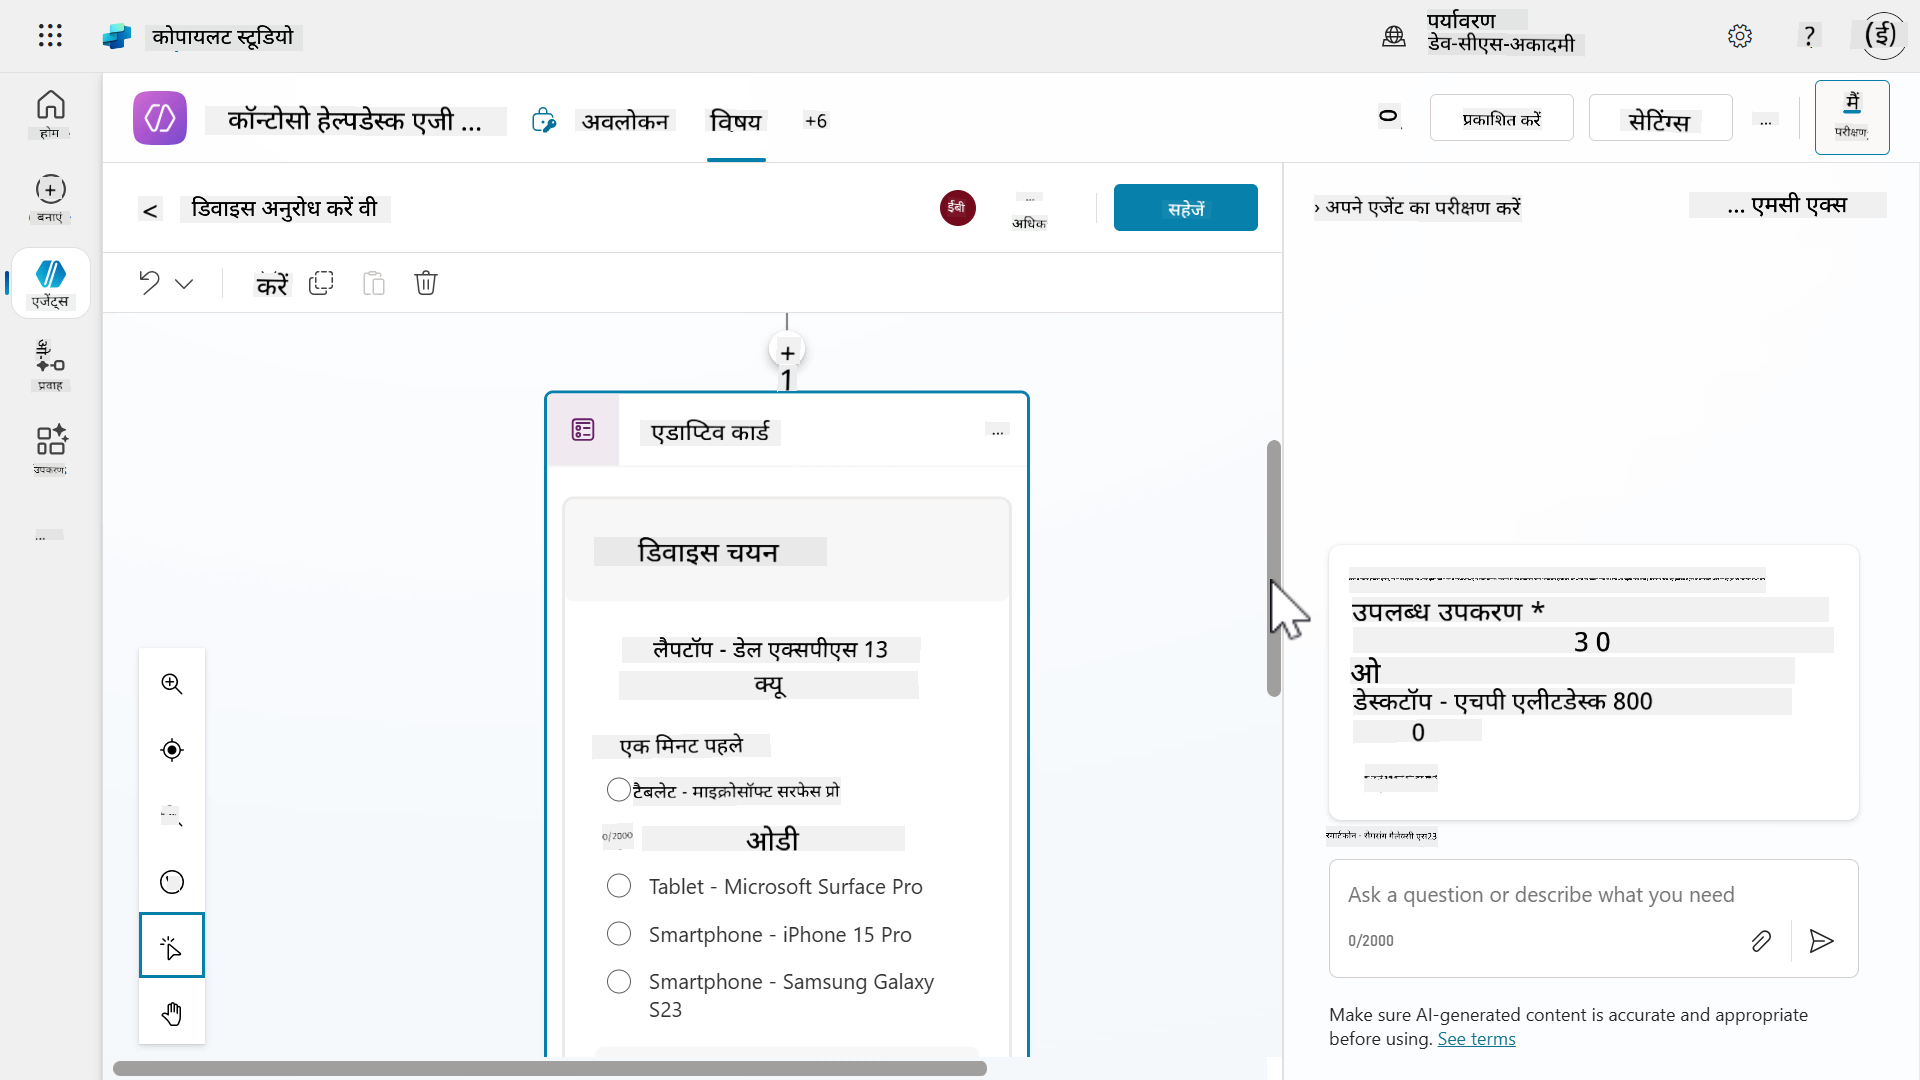 कोपायलट स्टूडियो
पर्यावरण
डेव-सीएस-अकादमी
?
(ई)
होम
बनाएं
एजेंट्स
प्रवाह
उपकरण
...
कॉन्टोसो हेल्पडेस्क एजी ...
अवलोकन
विषय
+6
प्रकाशित करें
सेटिंग्स
...
मैं
परीक्षण
<
डिवाइस अनुरोध करें वी
ईबी
...
अधिक
सहेजें
करें
+
1
एडाप्टिव कार्ड
...
डिवाइस चयन
लैपटॉप - डेल एक्सपीएस 13
क्यू
एक मिनट पहले
टैबलेट - माइक्रोसॉफ्ट सरफेस प्रो
0/2000
ओडी
Tablet - Microsoft Surface Pro
Smartphone - iPhone 15 Pro
Smartphone - Samsung Galaxy
S23
› अपने एजेंट का परीक्षण करें
... एमसी एक्स
उपलब्ध उपकरण *
3 0
ओ
डेस्कटॉप - एचपी एलीटडेस्क 800
0
स्मार्टफोन - सैमसंग गैलेक्सी एस23
Ask a question or describe what you need
0/2000
Make sure AI-generated content is accurate and appropriate
before using. See terms